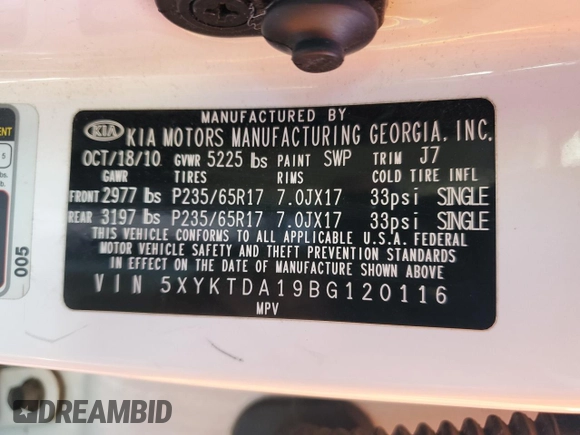 MANUFACTURED BY
KIA KIA MOTORS MANUFACTURING GEORGIA, INC.
OCT/18/10 GVWR 5225 lbs PAINT SWP TRIM J7
GAWR TIRES RIMS COLD TIRE INFL
FRONT 2977 lbs P235/65R17 7.0JX17 33psi SINGLE
REAR 3197 lbs P235/65R17 7.0JX17 33psi SINGLE
THIS VEHICLE CONFORMS TO ALL APPLICABLE U.S.A. FEDERAL
MOTOR VEHICLE SAFETY AND THEFT PREVENTION STANDARDS
IN EFFECT ON THE DATE OF MANUFACTURE SHOWN ABOVE
VIN 5XYKTDA19BG120116
MPV
005
DREAMBID